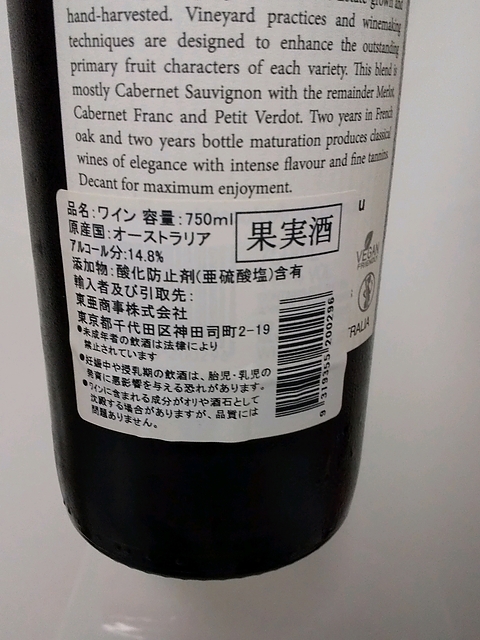 grown and
hand-harvested. Vineyard practices and winemaking
techniques are designed to enhance the outstanding
primary fruit characters of each variety. This blend is
mostly Cabernet Sauvignon with the remainder Merlot,
Cabernet Franc and Petit Verdot. Two years in French
oak and two years bottle maturation produces classical
wines of elegance with intense flavour and fine tannins.
Decant for maximum enjoyment.
品名:ワイン 容量:750ml
原産国:オーストラリア
アルコール分:14.8%
添加物:酸化防止剤(亜硫酸塩)含有
輸入者及び引取先:
東亜商事株式会社
東京都千代田区神田司町2-19
●未成年者の飲酒は法律により
禁止されています
●妊娠中や授乳期の飲酒は、胎児・乳児の
発育に悪影響を与える恐れがあります。
●ワインに含まれる成分がオリや酒石として
沈殿する場合がありますが、品質には
問題ありません。
果実酒
9 319355 200296
u
VEGAN
FRIENDLY
RALIA